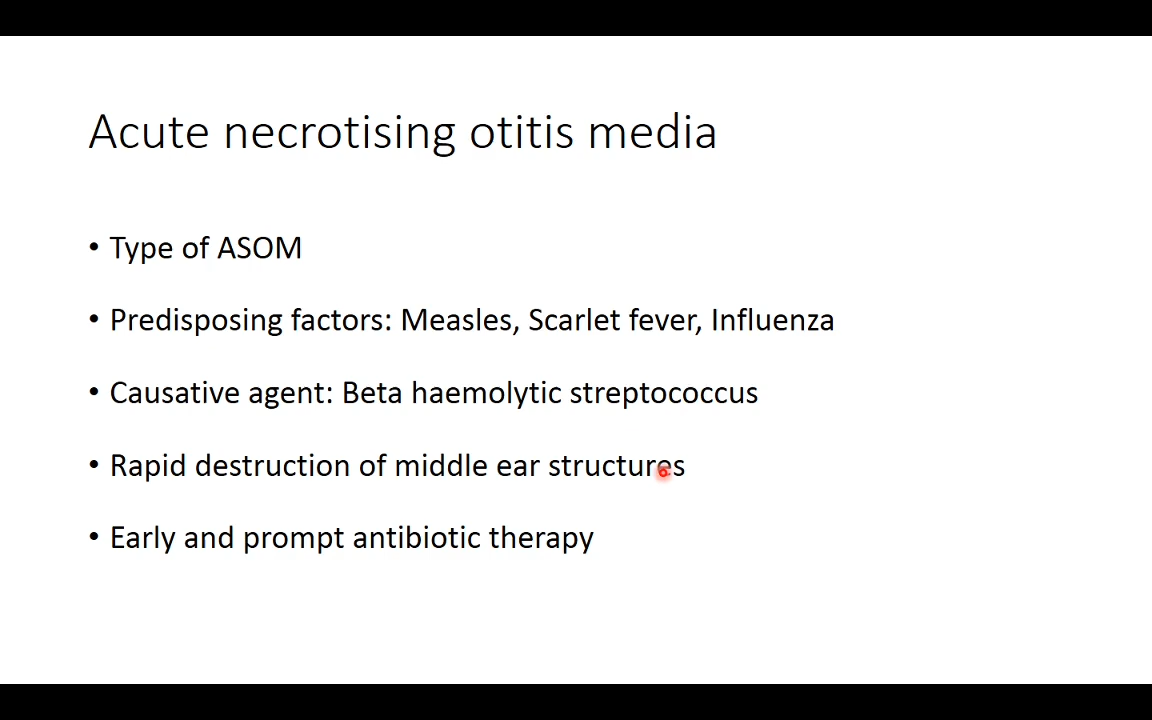 Acute necrotising otitis media
• Type of ASOM
• Predisposing factors: Measles, Scarlet fever, Influenza
• Causative agent: Beta haemolytic streptococcus
• Rapid destruction of middle ear structures
• Early and prompt antibiotic therapy